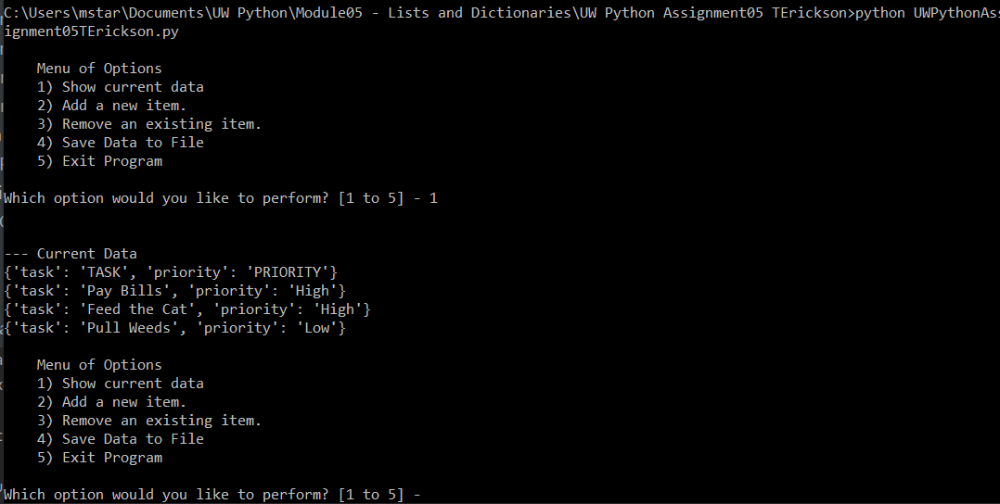 C:\Users\mstar\Documents\UW Python\Module05 - Lists and Dictionaries\UW Python Assignment05 TErickson>python UWPythonAss
ignment05TErickson.py
Menu of Options
1) Show current data
2) Add a new item.
3) Remove an existing item.
4) Save Data to File
5) Exit Program
Which option would you like to perform? [1 to 5] - 1
--- Current Data
{'task': 'TASK', 'priority': 'PRIORITY'}
{'task': 'Pay Bills', 'priority': 'High'}
{'task': 'Feed the Cat', 'priority': 'High'}
{'task': 'Pull Weeds', 'priority': 'Low'}
Menu of Options
1) Show current data
2) Add a new item.
3) Remove an existing item.
4) Save Data to File
5) Exit Program
Which option would you like to perform? [1 to 5] -